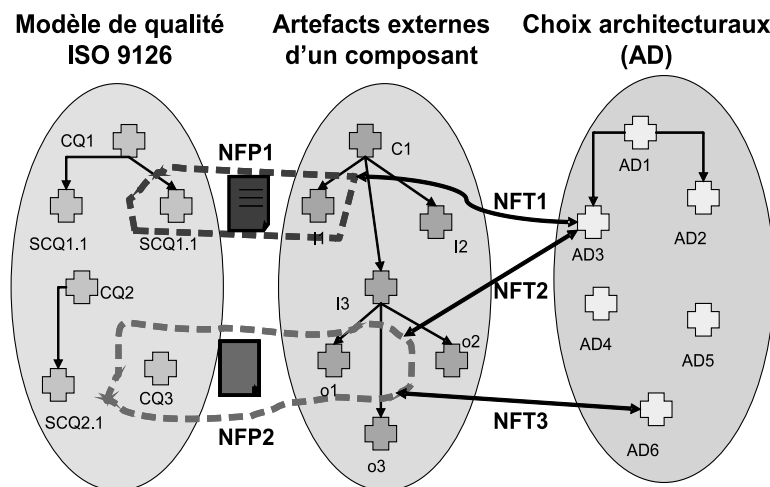 Modèle de qualité
ISO 9126
Artefacts externes
d'un composant
Choix architecturaux
(AD)
CQ1
NFP1
C1
AD1
SCQ1.1
SCQ1.1
I1
I2
NFT1
AD3
AD2
CQ2
I3
NFT2
AD4
AD5
SCQ2.1
CQ3
o1
o2
NFP2
o3
NFT3
AD6